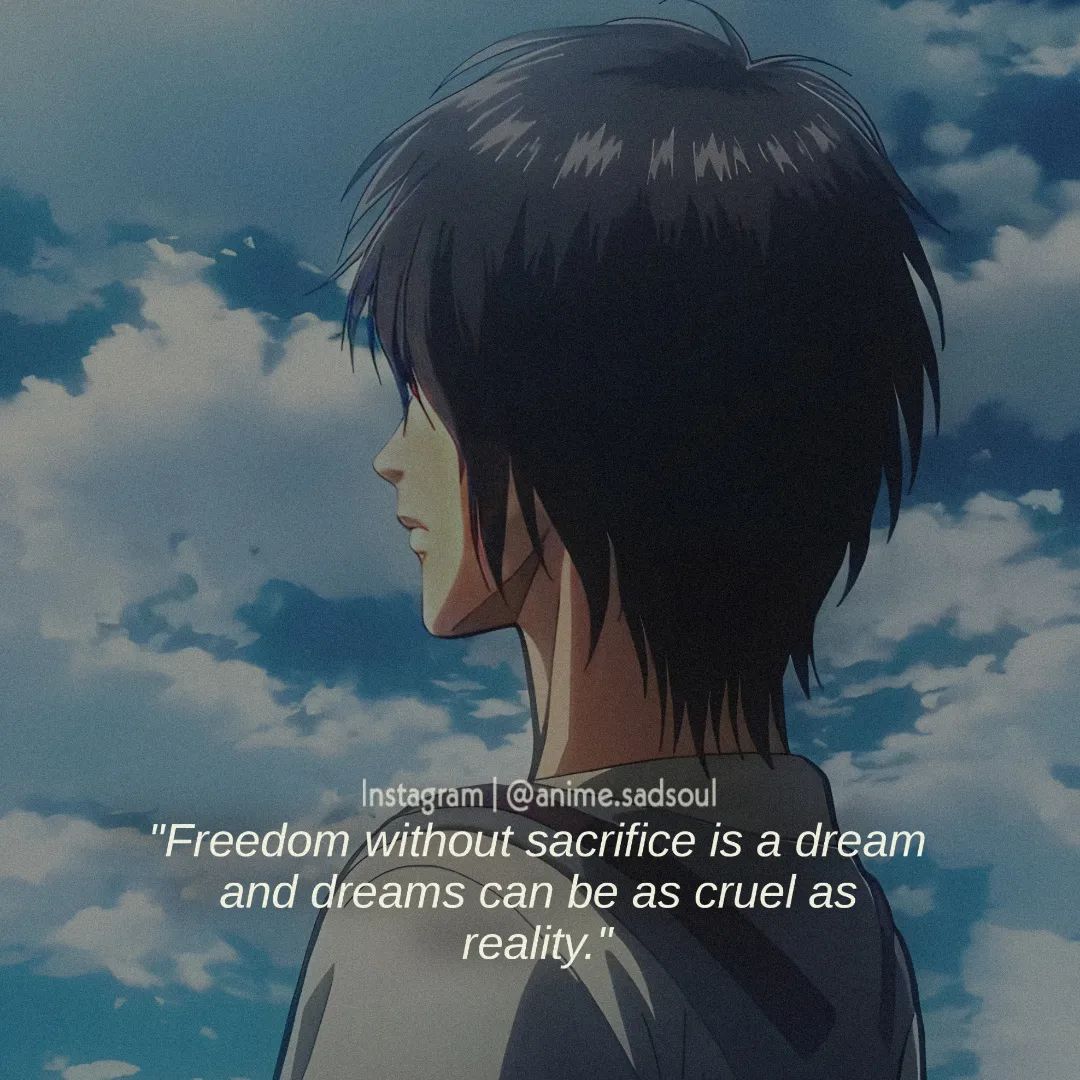 Instagram | @anime.sadsoul
"Freedom without sacrifice is a dream
and dreams can be as cruel as
reality."